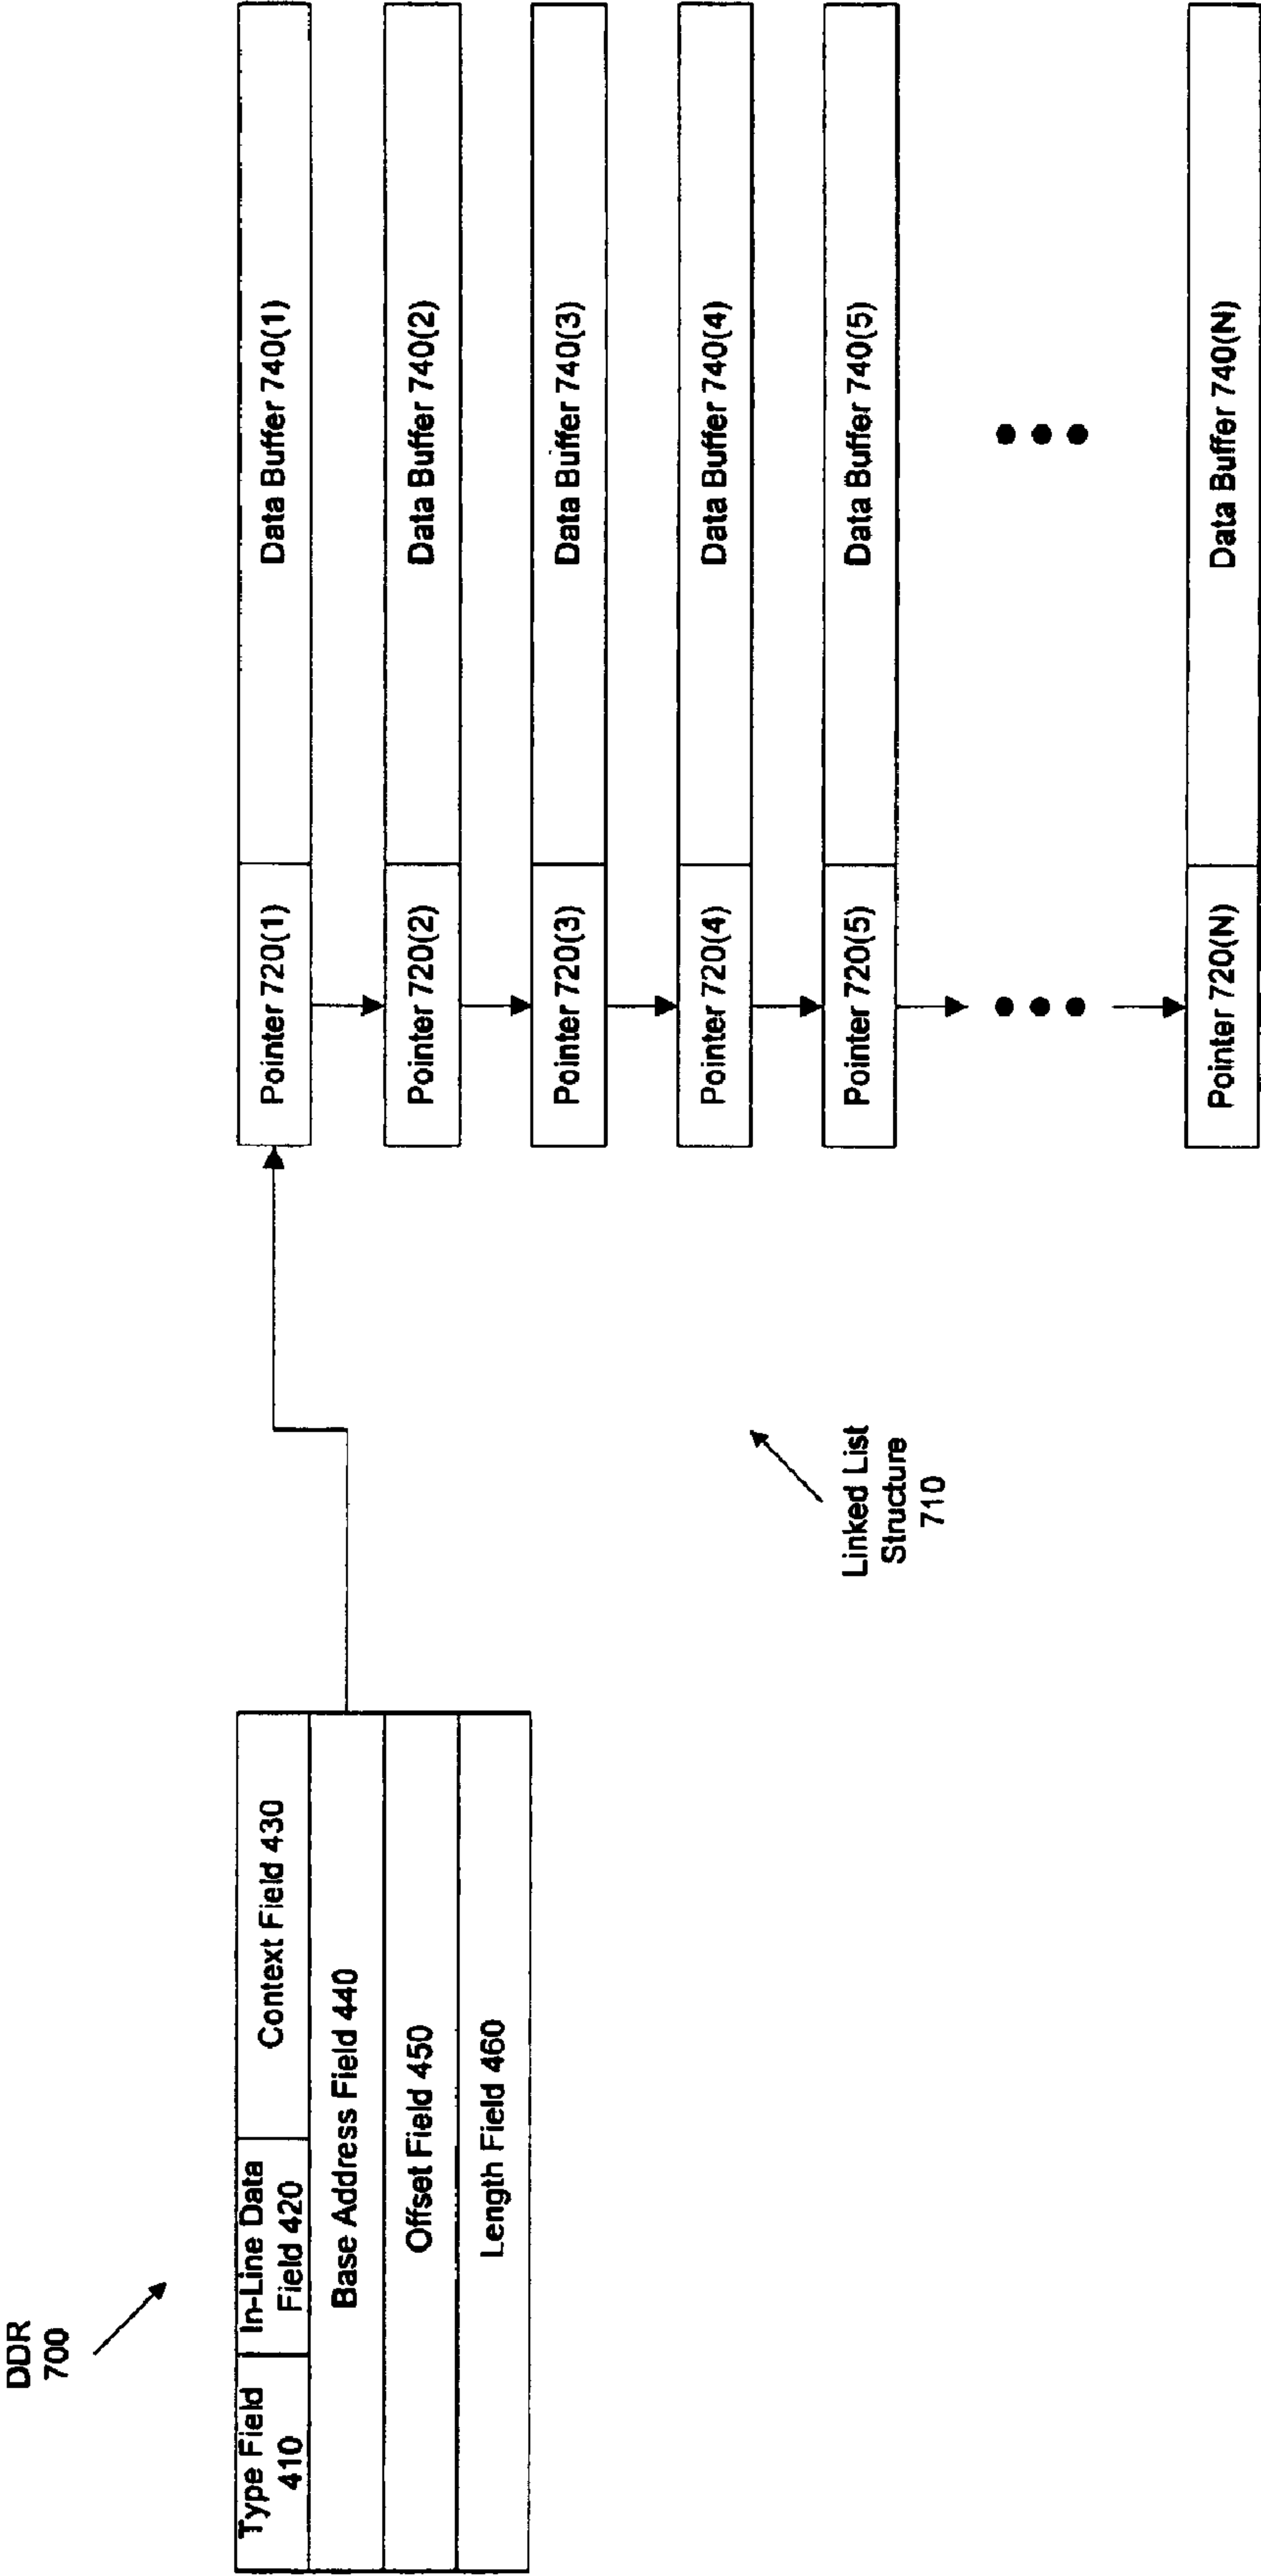 DDR
700
Type Field
410
In-Line Data
Field 420
Context Field 430
Base Address Field 440
Offset Field 450
Length Field 460
Linked List
Structure
710
Pointer 720(1)
Data Buffer 740(1)
Pointer 720(2)
Data Buffer 740(2)
Pointer 720(3)
Data Buffer 740(3)
Pointer 720(4)
Data Buffer 740(4)
Pointer 720(5)
Data Buffer 740(5)
Pointer 720(N)
Data Buffer 740(N)